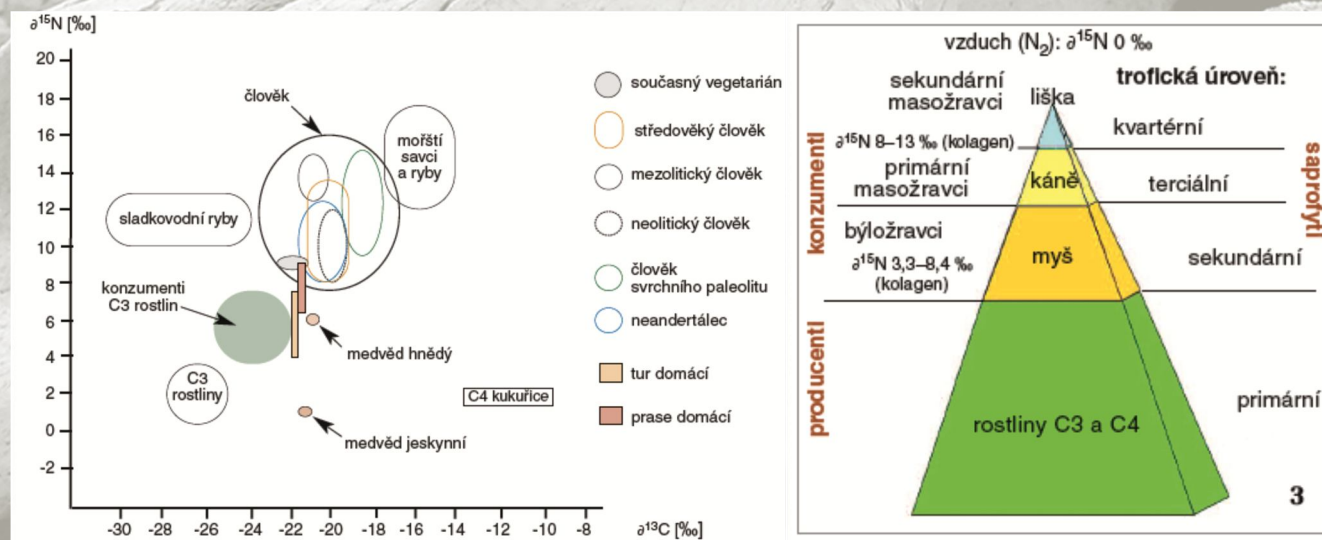 ∂¹⁵N [‰]
20
18
16
14
12
10
8
6
4
2
0
-2
-30 -28 -26 -24 -22 -20 -18 -16 -14 -12 -10 -8
∂¹³C [‰]
člověk
mořští
savci
a ryby
sladkovodní ryby
konzumenti
C3 rostlin
medvěd hnědý
C3
rostliny
C4 kukuřice
medvěd jeskynní
současný vegetarián
středověký člověk
mezolitický člověk
neolitický člověk
člověk
svrchního paleolitu
neandertálec
tur domácí
prase domácí
vzduch (N₂): ∂¹⁵N 0 ‰
sekundární
masožravci
liška
trofická úroveň:
kvartérní
∂¹⁵N 8–13 ‰ (kolagen)
primární
masožravci
káně
terciální
býložravci
∂¹⁵N 3,3–8,4 ‰
(kolagen)
myš
sekundární
rostliny C3 a C4
primární
konzumenti
producenti
saprofytl
3